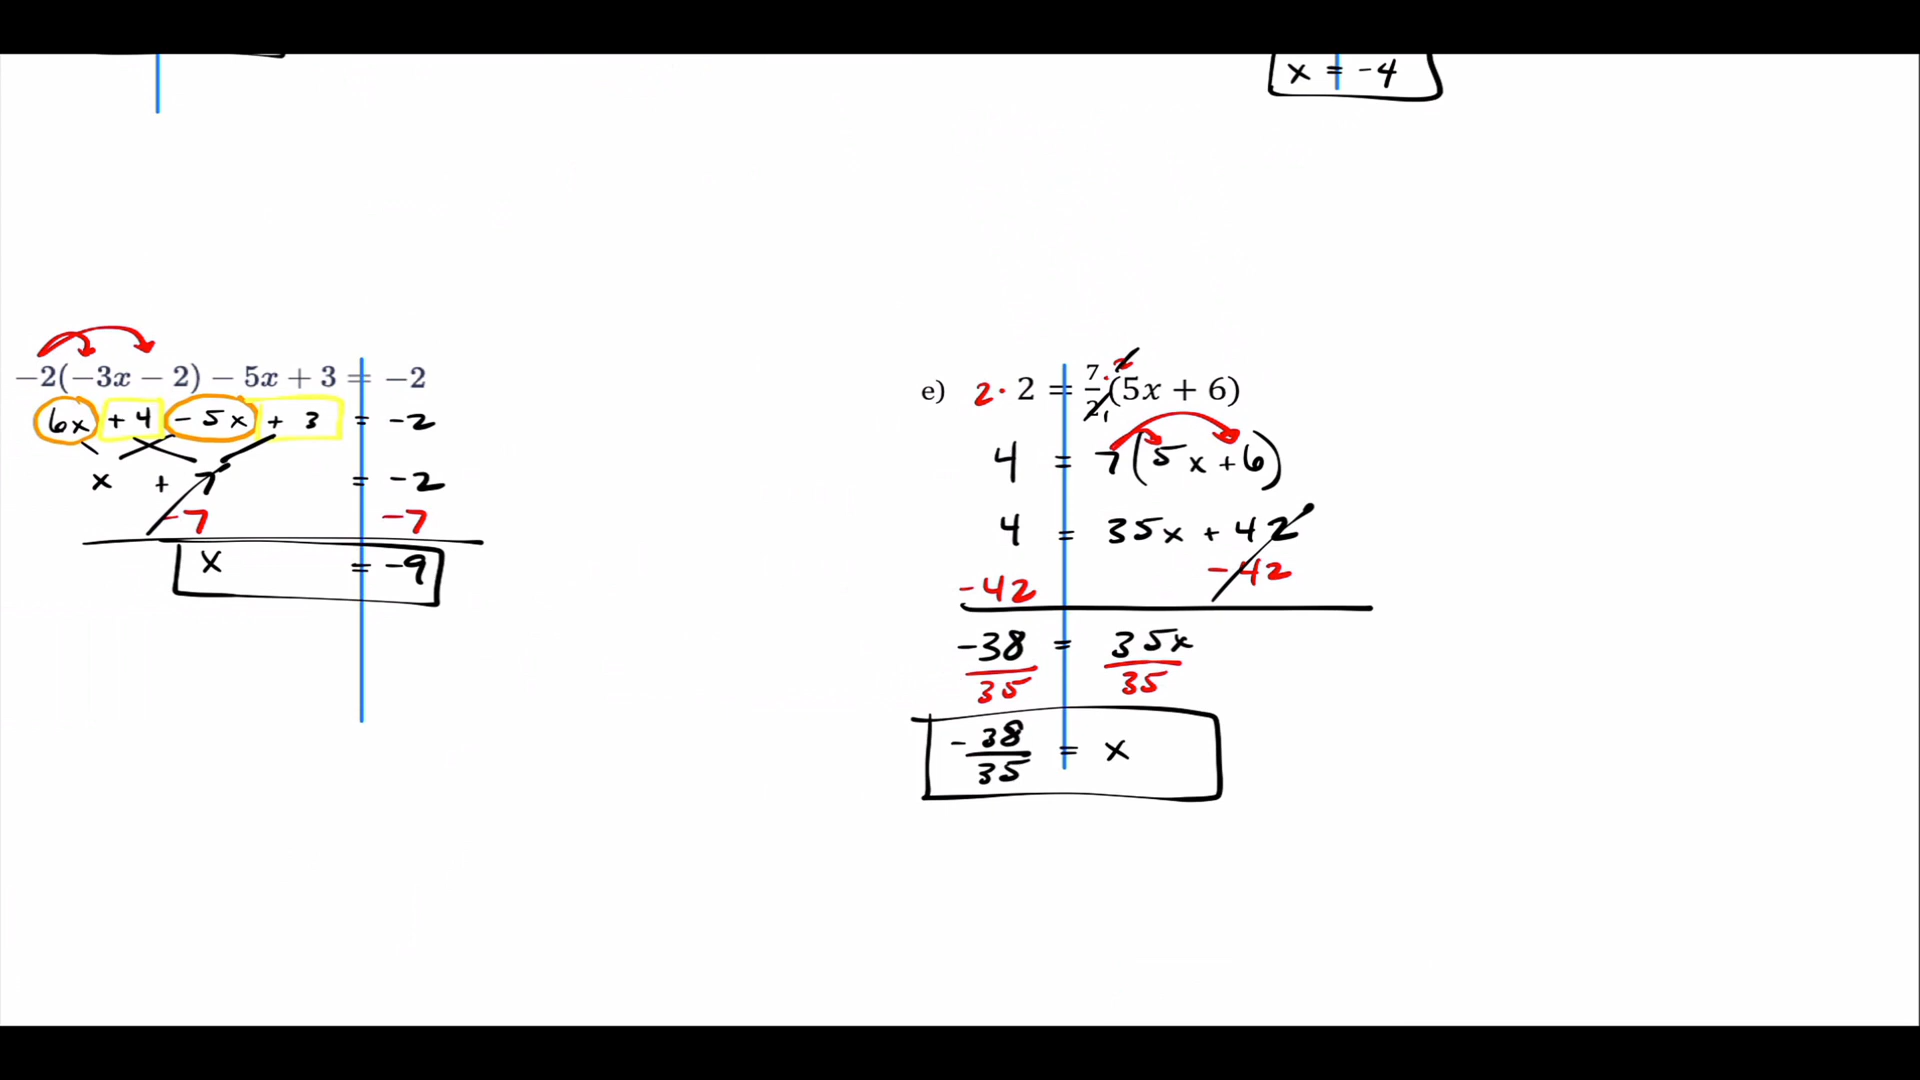 x = -4
−2(−3x − 2) − 5x + 3 = −2
6x + 4 - 5x + 3 = -2
x + 7 = -2
-7 -7
x = -9
e) 2 · 2 = 7/2 · 2 (5x + 6)
1
4 = 7(5x+6)
4 = 35x + 42
-42 -42
-38 = 35x
35 35
-38/35 = x